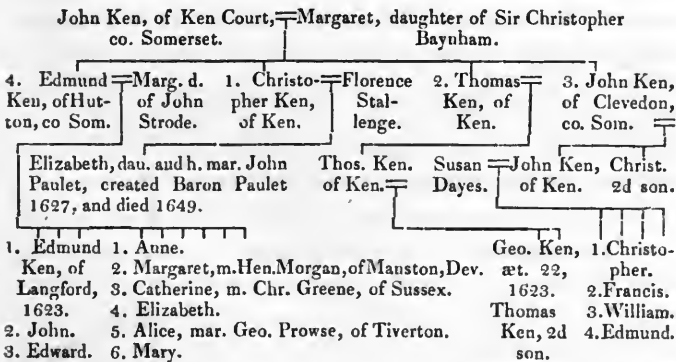 John Ken, of Ken Court, Margaret, daughter of Sir Christopher
co. Somerset. Baynham.
4. Edmund Marg. d. 1. Christo- Florence 2. Thomas 3. John Ken,
Ken, of Hut- of John pher Ken, Stal- Ken, of of Clevedon,
ton, co Som. Strode. of Ken. lenge. Ken. co. Som.
Elizabeth, dau. aud h. mar. John Thos. Ken. Susan John Ken, Christ.
Paulet, created Baron Paulet of Ken. Dayes. of Ken. 2d son.
1627, and died 1649.
1. Edmund 1. Anne. Geo. Ken, 1. Christo-
Ken, of 2. Margaret, m. Hen. Morgan, of Manston, Dev. æt. 22, pher.
Langford, 3. Catherine, m. Chr. Greene, of Sussex. 1623. 2. Francis.
1623. 4. Elizabeth. Thomas 3. William.
2. John. 5. Alice, mar. Geo. Prowse, of Tiverton. Ken, 2d 4. Edmund.
3. Edward. 6. Mary. son.